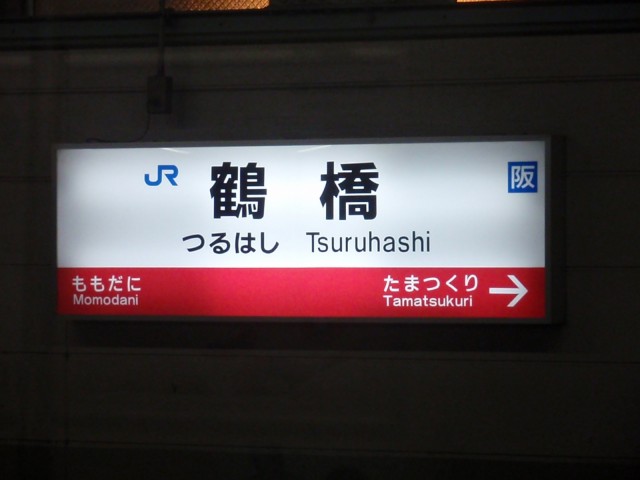 JR 鶴橋 阪
つるはし Tsuruhashi
ももだに たまつくり →
Momodani Tamatsukuri